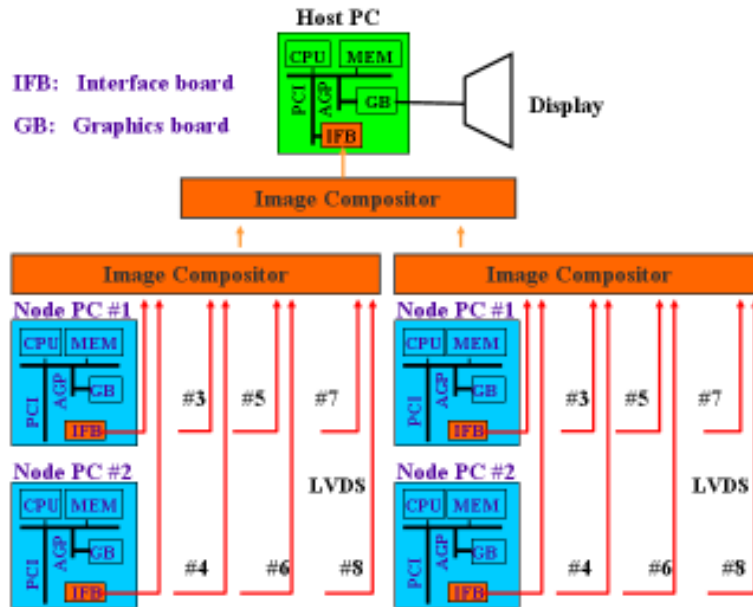 Host PC
CPU
MEM
IFB: Interface board
PCI
AGP
GB
GB: Graphics board
IFB
Display
Image Compositor
Image Compositor
Image Compositor
Node PC #1
CPU
MEM
PCI
AGP
GB
IFB
#3
#5
#7
Node PC #1
CPU
MEM
PCI
AGP
GB
IFB
#3
#5
#7
Node PC #2
CPU
MEM
PCI
AGP
GB
IFB
LVDS
#4
#6
#8
Node PC #2
CPU
MEM
PCI
AGP
GB
IFB
LVDS
#4
#6
#8